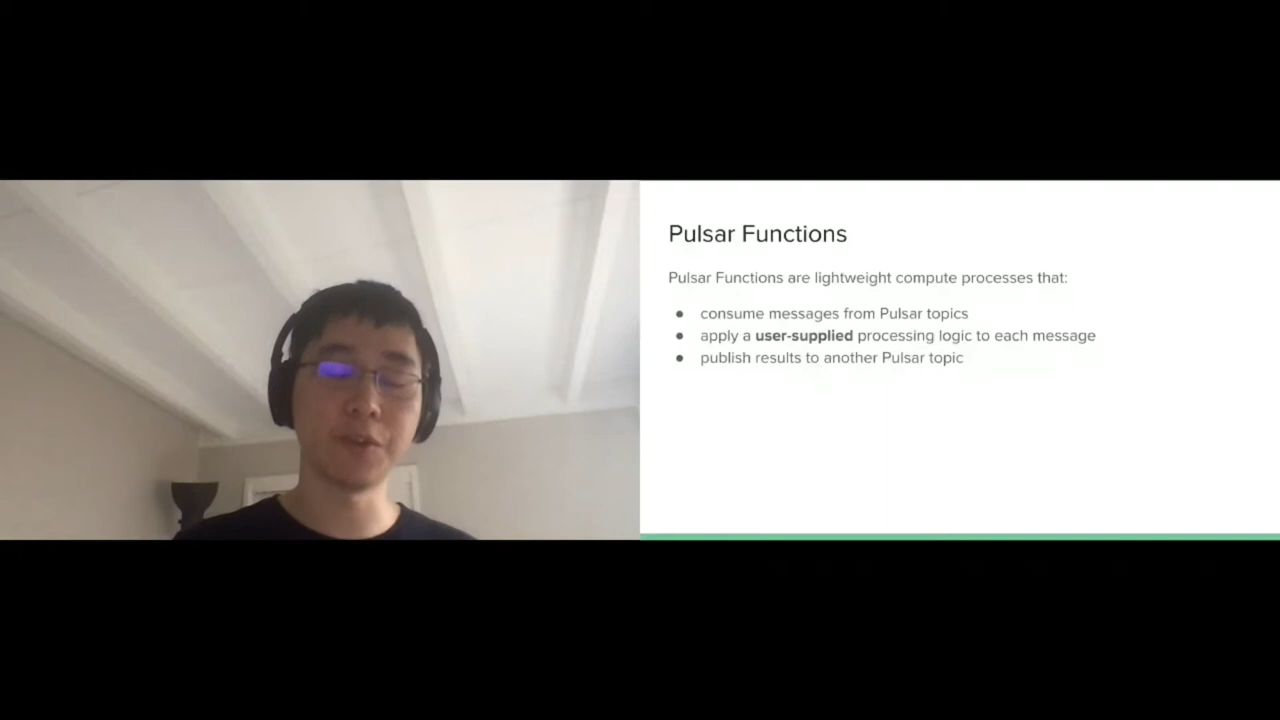 Pulsar Functions
Pulsar Functions are lightweight compute processes that:
● consume messages from Pulsar topics
● apply a user-supplied processing logic to each message
● publish results to another Pulsar topic